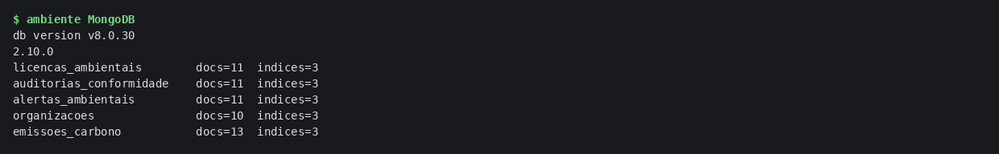 $ ambiente MongoDB
db version v8.0.30
2.10.0
licencas_ambientais        docs=11  indices=3
auditorias_conformidade    docs=11  indices=3
alertas_ambientais         docs=11  indices=3
organizacoes               docs=10  indices=3
emissoes_carbono           docs=13  indices=3